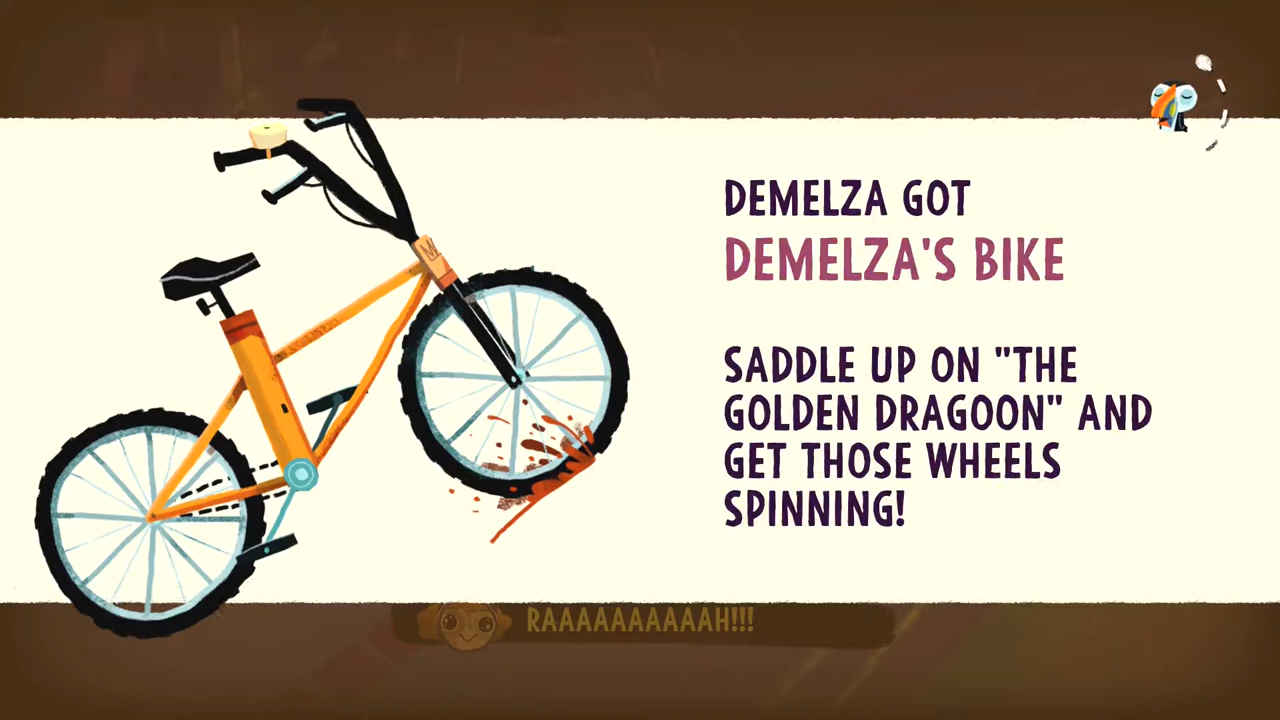 DEMELZA GOT
DEMELZA'S BIKE
SADDLE UP ON "THE
GOLDEN DRAGOON" AND
GET THOSE WHEELS
SPINNING!
RAAAAAAAAAAH!!!